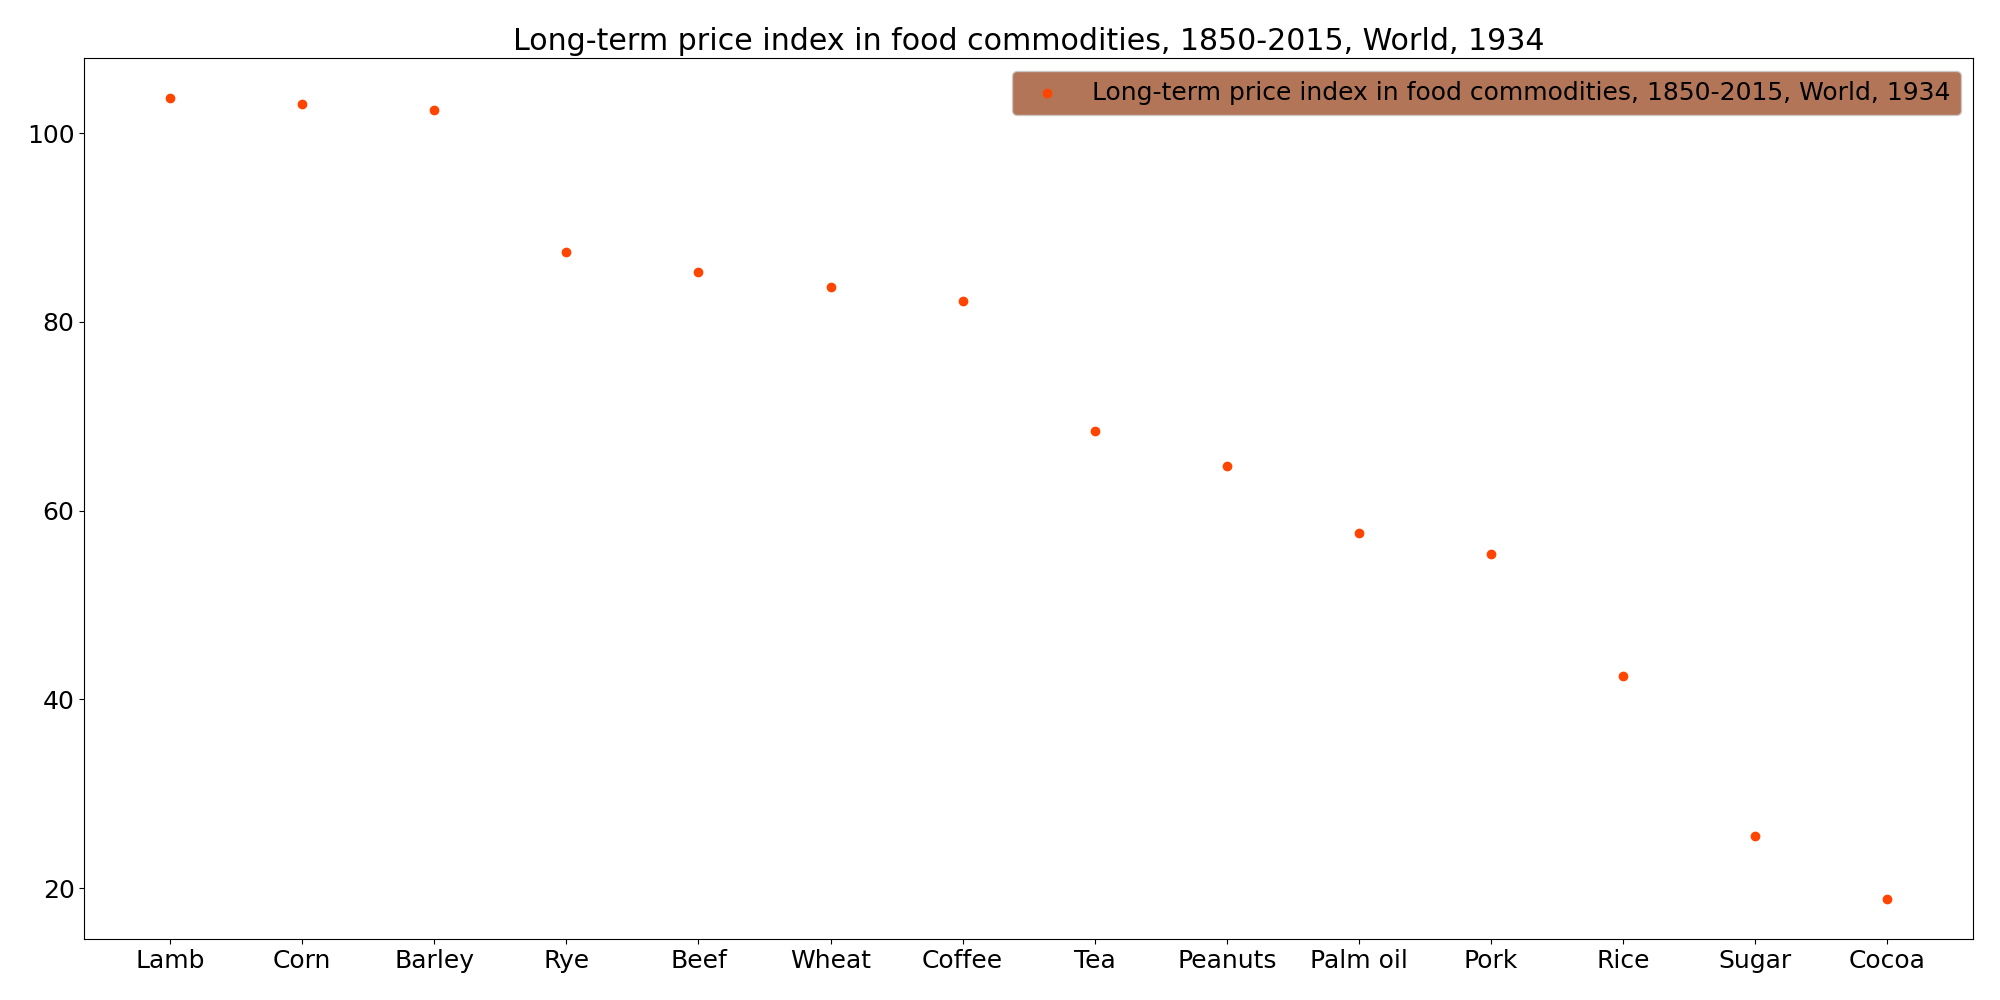 Long-term price index in food commodities, 1850-2015, World, 1934
Long-term price index in food commodities, 1850-2015, World, 1934
100
80
60
40
20
Lamb Corn Barley Rye Beef Wheat Coffee Tea Peanuts Palm oil Pork Rice Sugar Cocoa